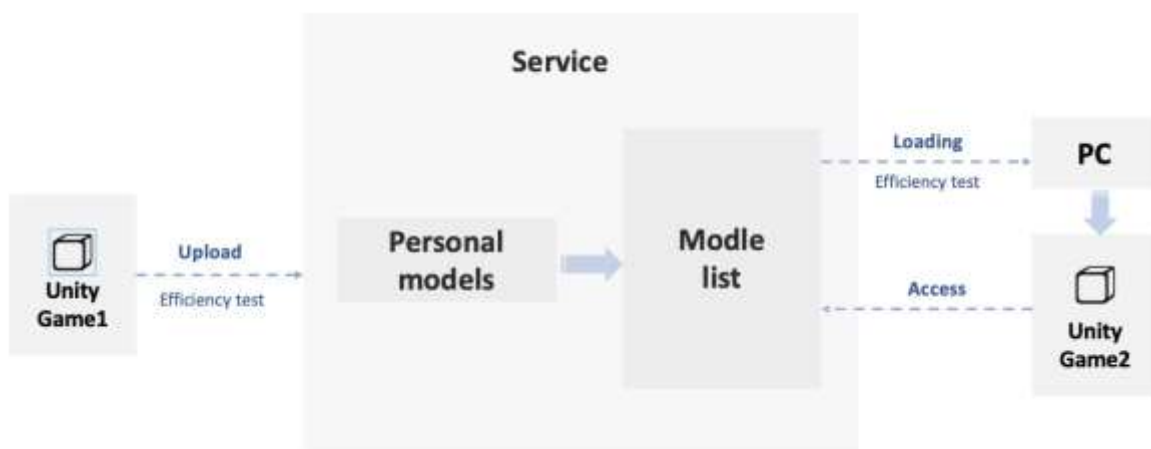 Service
Loading
Efficiency test
PC
Personal
models
Modle
list
Upload
Efficiency test
Unity
Game1
Access
Unity
Game2